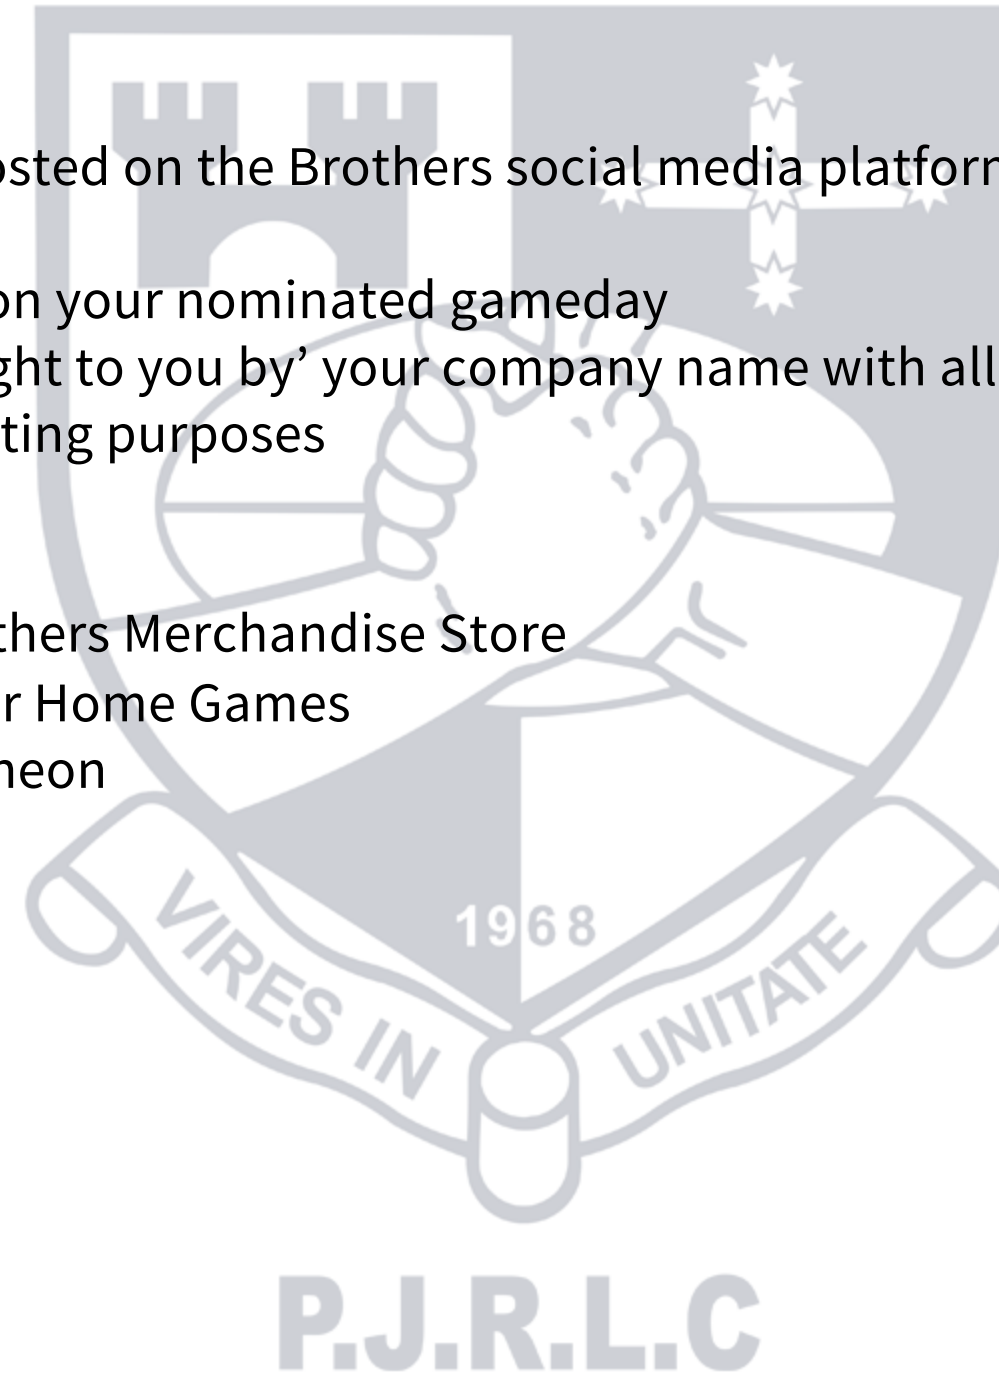 osted on the Brothers social media platforn
on your nominated gameday
ght to you by’ your company name with all
ting purposes
thers Merchandise Store
r Home Games
neon
1968
VIRES IN UNITATE
P.J.R.L.C